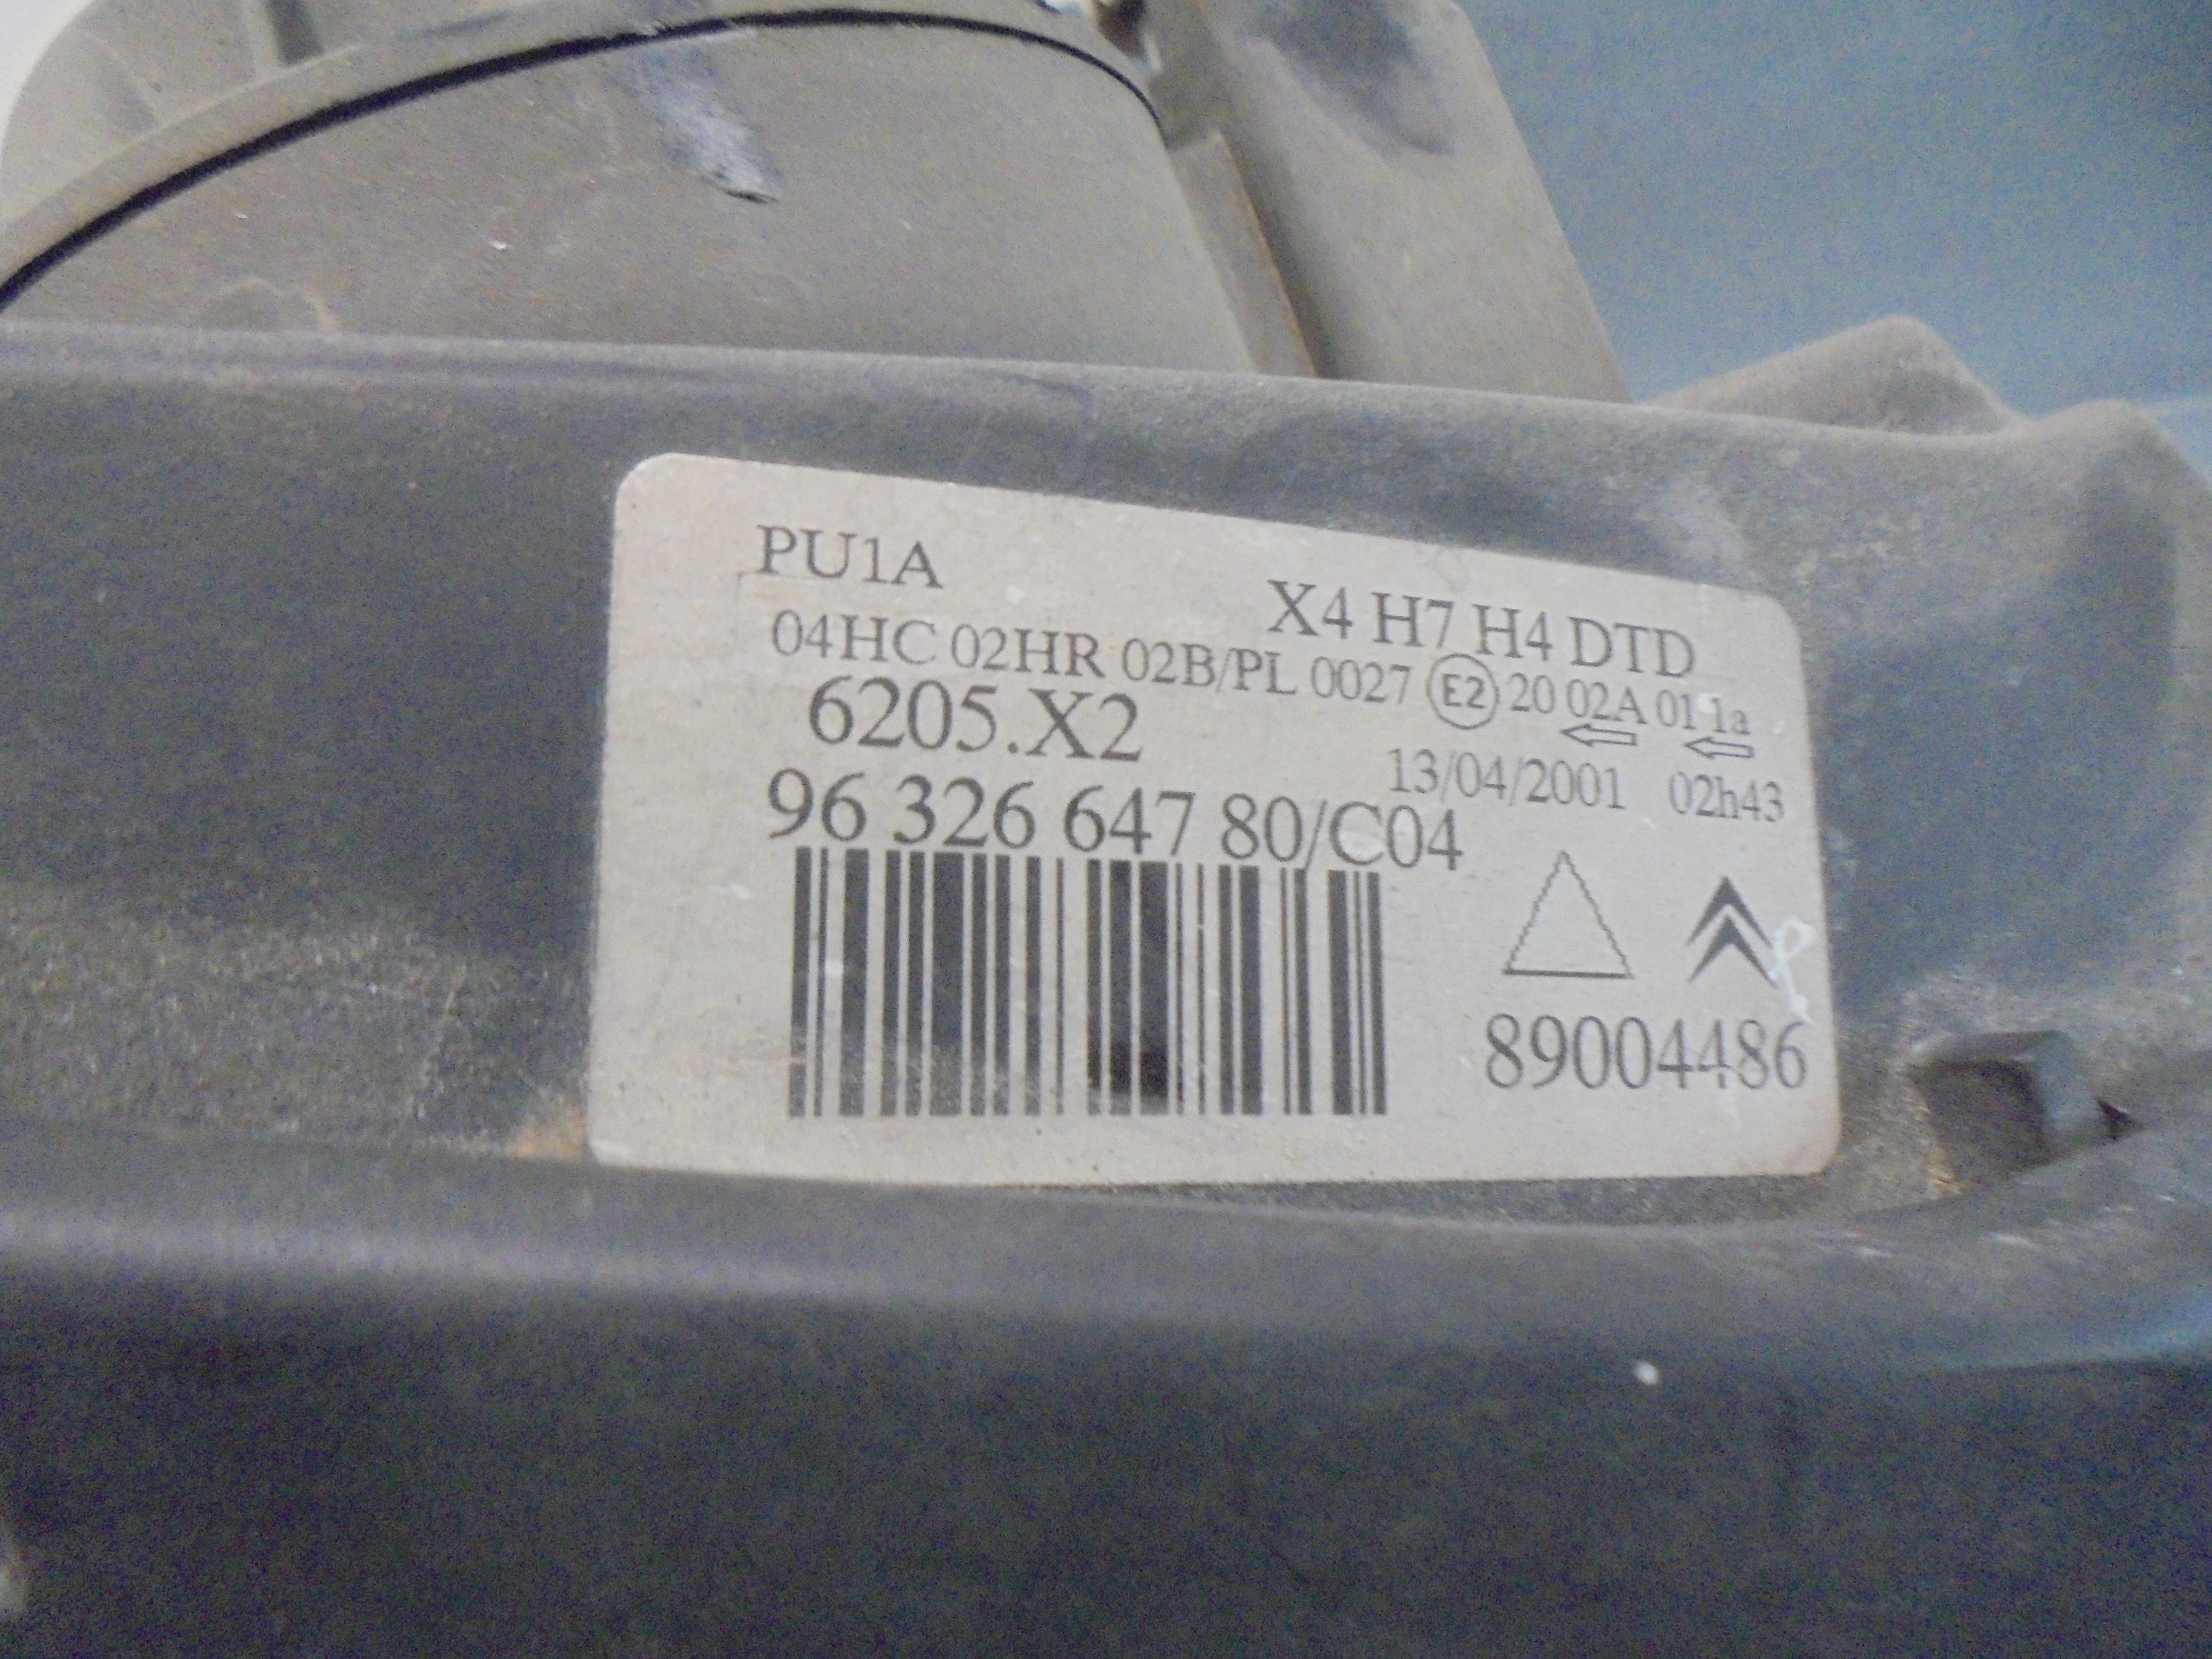 PU1A
X4 H7 H4 DTD
04HC 02HR 02B/PL 0027 E2 20 02A 01 1a
6205.X2
13/04/2001 02h43
96 326 647 80/C04
89004486